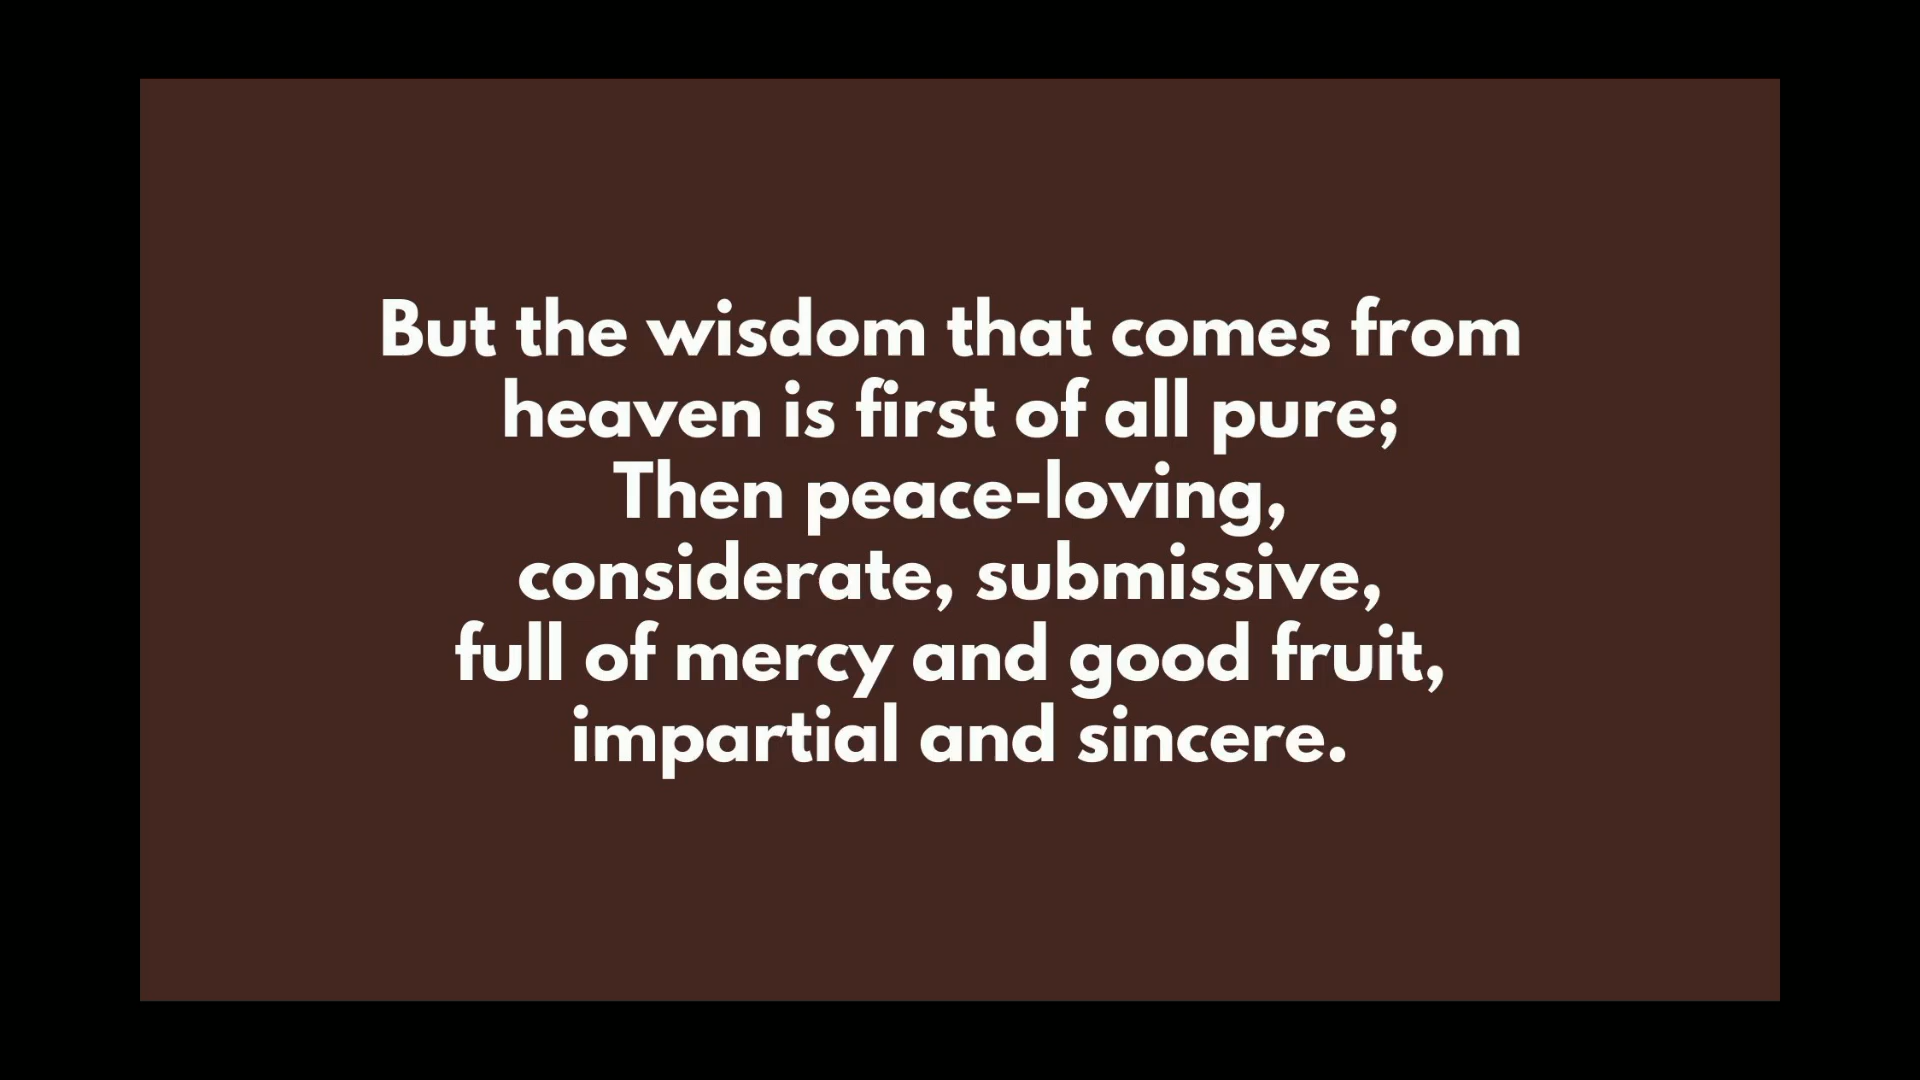 But the wisdom that comes from
heaven is first of all pure;
Then peace-loving,
considerate, submissive,
full of mercy and good fruit,
impartial and sincere.